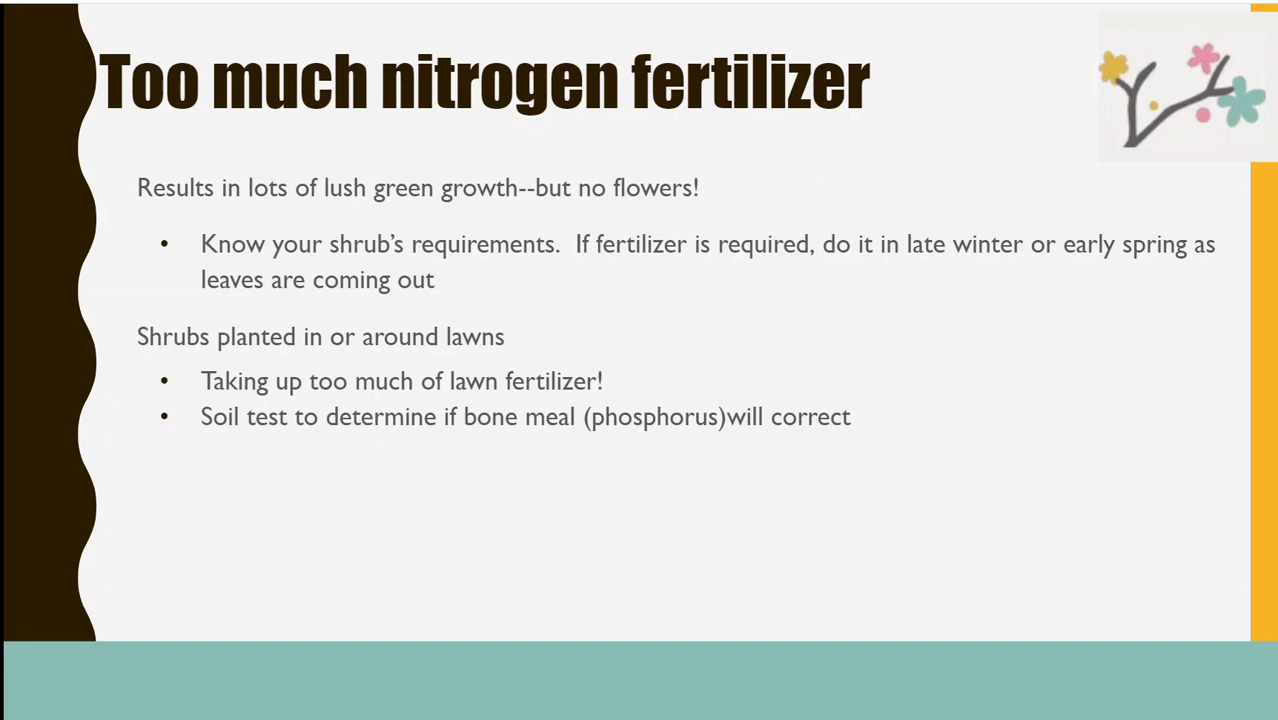 Too much nitrogen fertilizer
Results in lots of lush green growth--but no flowers!
• Know your shrub’s requirements.  If fertilizer is required, do it in late winter or early spring as
leaves are coming out
Shrubs planted in or around lawns
• Taking up too much of lawn fertilizer!
• Soil test to determine if bone meal (phosphorus)will correct